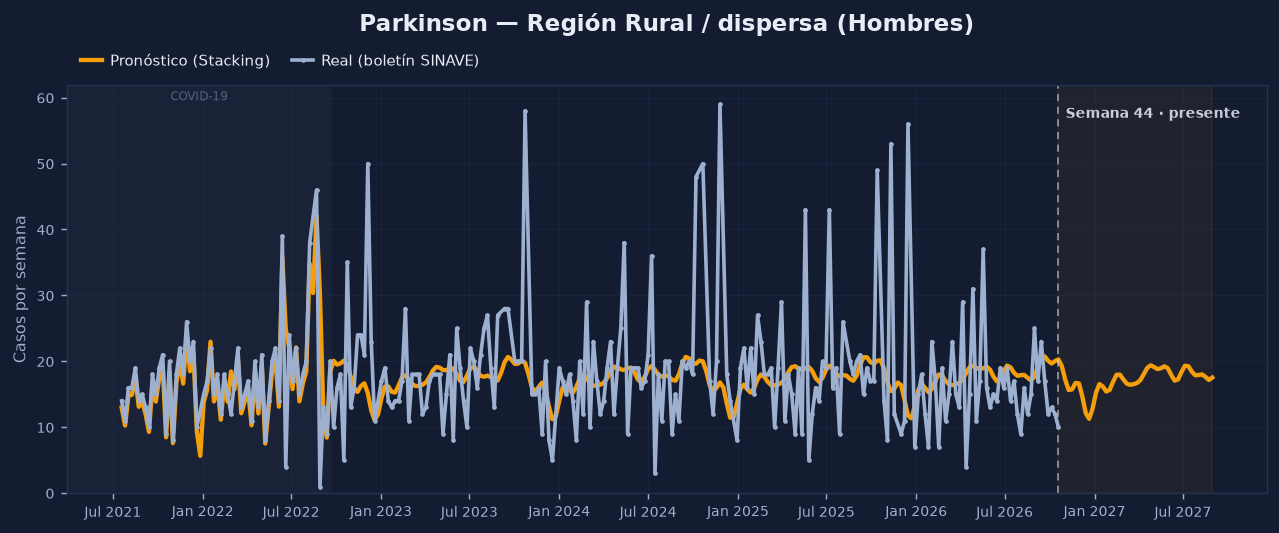 Parkinson — Región Rural / dispersa (Hombres)
Pronóstico (Stacking)
Real (boletín SINAVE)
COVID-19
Semana 44 · presente
Casos por semana
60
50
40
30
20
10
0
Jul 2021
Jan 2022
Jul 2022
Jan 2023
Jul 2023
Jan 2024
Jul 2024
Jan 2025
Jul 2025
Jan 2026
Jul 2026
Jan 2027
Jul 2027